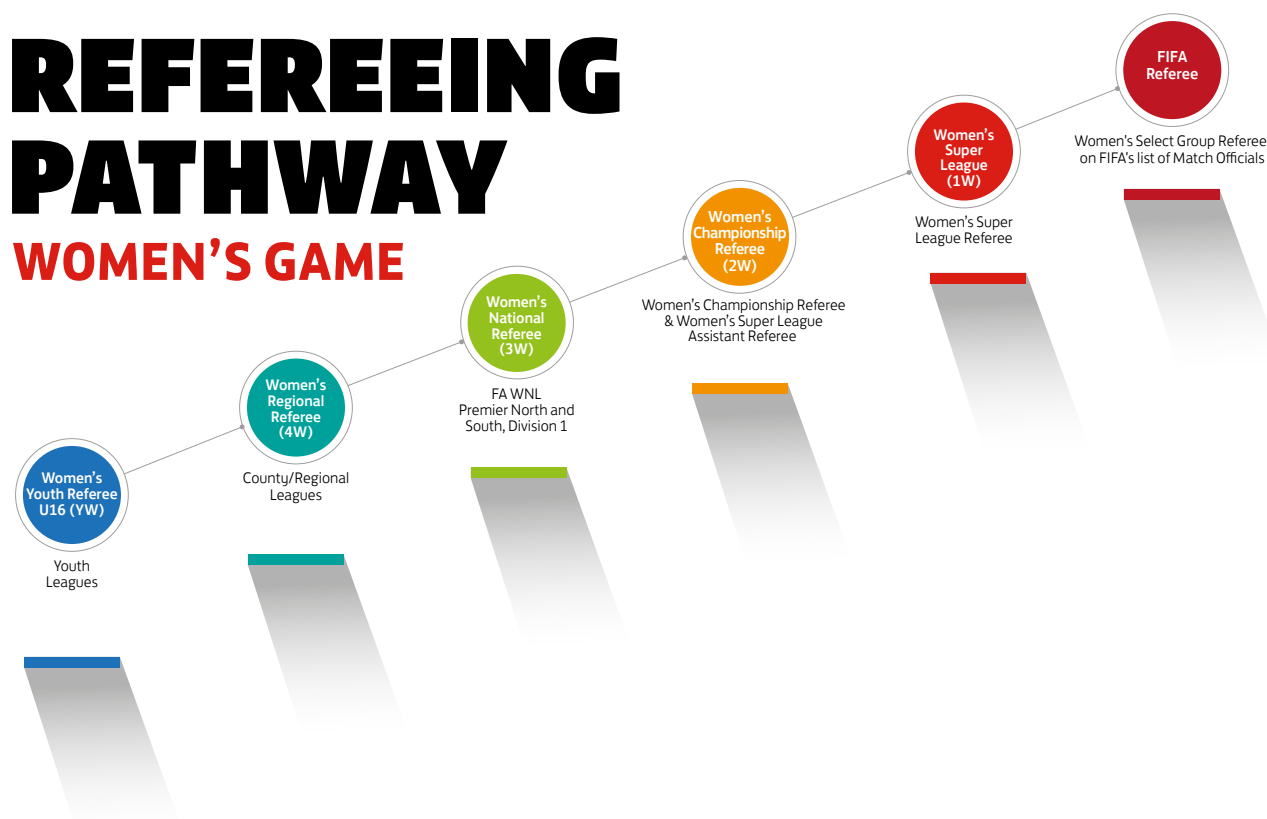 REFEREEING
PATHWAY
WOMEN'S GAME
Women's
Youth Referee
U16 (YW)
Youth
Leagues
Women's
Regional
Referee
(4W)
County/Regional
Leagues
Women's
National
Referee
(3W)
FA WNL
Premier North and
South, Division 1
Women's
Championship
Referee
(2W)
Women's Championship Referee
& Women's Super League
Assistant Referee
Women's
Super
League
(1W)
Women's Super
League Referee
FIFA
Referee
Women's Select Group Referee
on FIFA's list of Match Officials